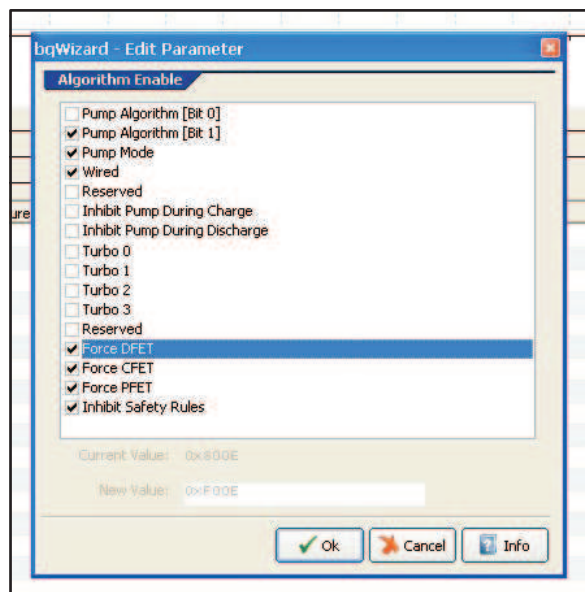 bqWizard - Edit Parameter
Algorithm Enable
Pump Algorithm [Bit 0]
Pump Algorithm [Bit 1]
Pump Mode
Wired
Reserved
ure
Inhibit Pump During Charge
Inhibit Pump During Discharge
Turbo 0
Turbo 1
Turbo 2
Turbo 3
Reserved
Force DFET
Force CFET
Force PFET
Inhibit Safety Rules
Current Value: 0x800E
New Value: 0xF00E
Ok Cancel Info